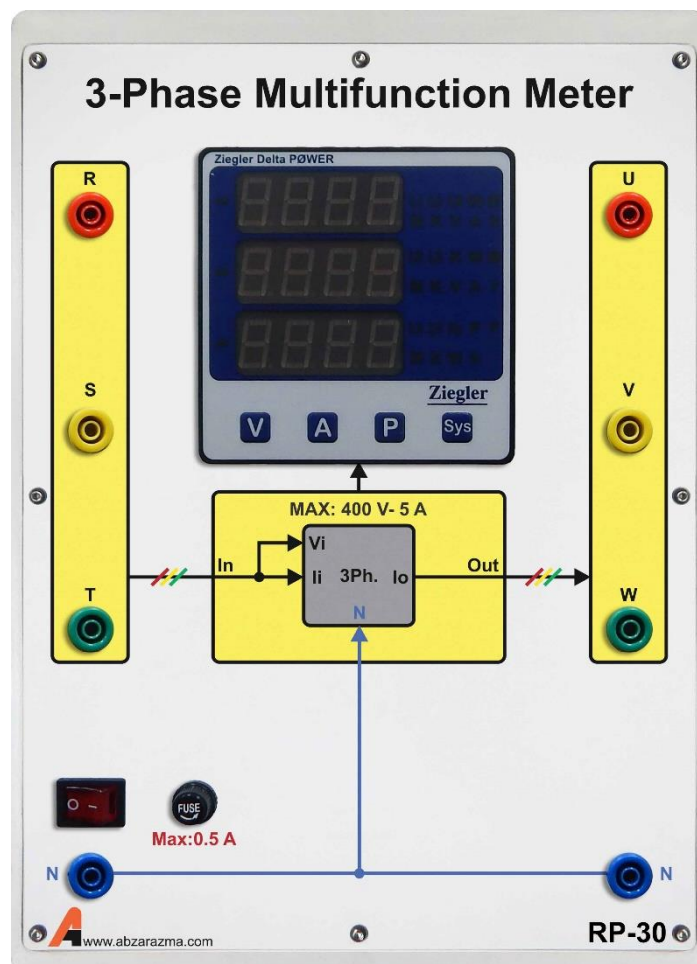 3-Phase Multifunction Meter
Ziegler Delta PØWER
R
U
Ziegler
V A P Sys
S
V
MAX: 400 V- 5 A
In
Vi
Ii 3Ph. Io
Out
N
T
W
O –
FUSE
Max:0.5 A
N
N
www.abzarazma.com
RP-30